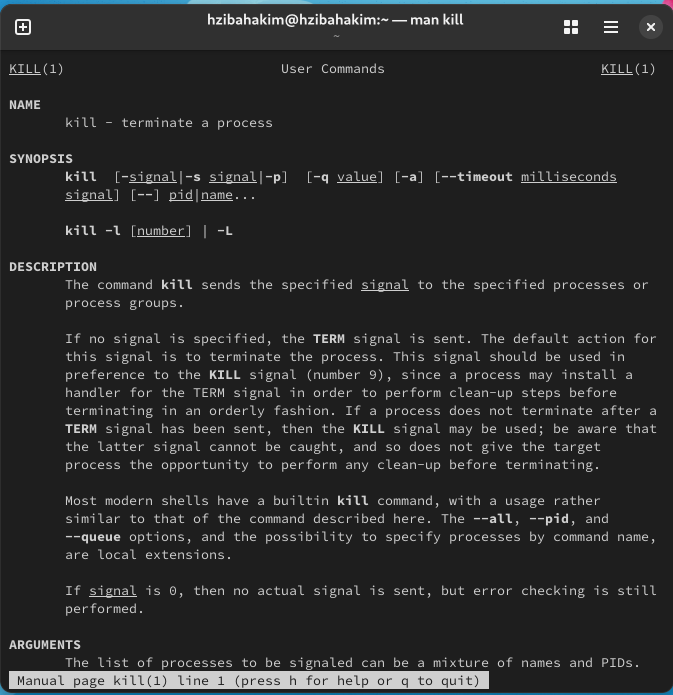 hzibahakim@hzibahakim:~ — man kill
~
KILL(1) User Commands KILL(1)
NAME
kill - terminate a process
SYNOPSIS
kill [-signal|-s signal|-p] [-q value] [-a] [--timeout milliseconds
signal] [--] pid|name...
kill -l [number] | -L
DESCRIPTION
The command kill sends the specified signal to the specified processes or
process groups.
If no signal is specified, the TERM signal is sent. The default action for
this signal is to terminate the process. This signal should be used in
preference to the KILL signal (number 9), since a process may install a
handler for the TERM signal in order to perform clean-up steps before
terminating in an orderly fashion. If a process does not terminate after a
TERM signal has been sent, then the KILL signal may be used; be aware that
the latter signal cannot be caught, and so does not give the target
process the opportunity to perform any clean-up before terminating.
Most modern shells have a builtin kill command, with a usage rather
similar to that of the command described here. The --all, --pid, and
--queue options, and the possibility to specify processes by command name,
are local extensions.
If signal is 0, then no actual signal is sent, but error checking is still
performed.
ARGUMENTS
The list of processes to be signaled can be a mixture of names and PIDs.
Manual page kill(1) line 1 (press h for help or q to quit)